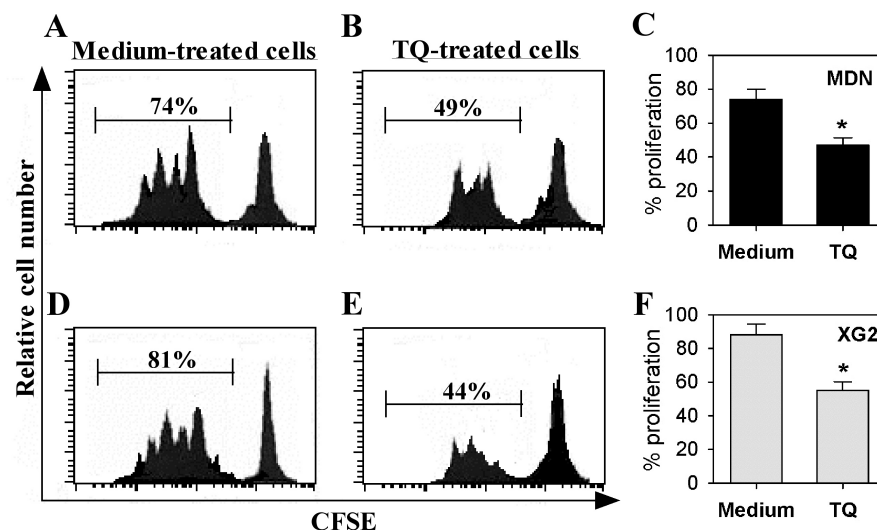 A
Medium-treated cells
B
TQ-treated cells
C
74%
49%
100
80
60
40
20
0
% proliferation
MDN
*
Medium
TQ
Relative cell number
D
E
F
81%
44%
100
80
60
40
20
0
% proliferation
XG2
*
Medium
TQ
CFSE